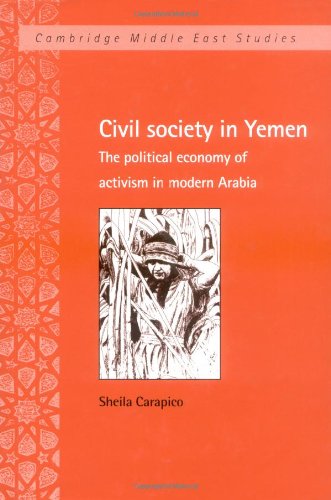 Cambridge Middle East Studies
Civil society in Yemen
The political economy of
activism in modern Arabia
Sheila Carapico